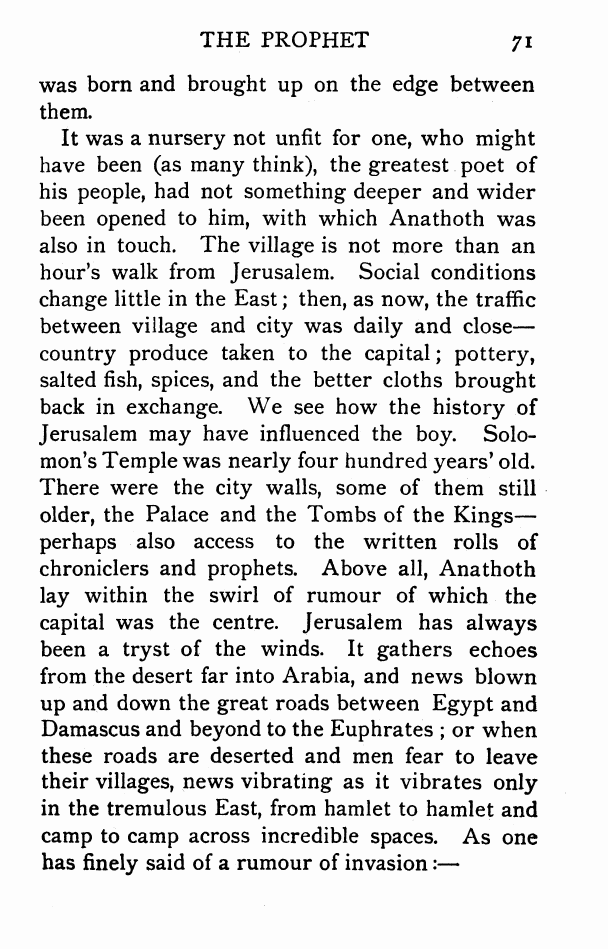 THE PROPHET 71
was born and brought up on the edge between
them.
It was a nursery not unfit for one, who might
have been (as many think), the greatest poet of
his people, had not something deeper and wider
been opened to him, with which Anathoth was
also in touch. The village is not more than an
hour's walk from Jerusalem. Social conditions
change little in the East; then, as now, the traffic
between village and city was daily and close—
country produce taken to the capital; pottery,
salted fish, spices, and the better cloths brought
back in exchange. We see how the history of
Jerusalem may have influenced the boy. Solo-
mon's Temple was nearly four hundred years' old.
There were the city walls, some of them still
older, the Palace and the Tombs of the Kings—
perhaps also access to the written rolls of
chroniclers and prophets. Above all, Anathoth
lay within the swirl of rumour of which the
capital was the centre. Jerusalem has always
been a tryst of the winds. It gathers echoes
from the desert far into Arabia, and news blown
up and down the great roads between Egypt and
Damascus and beyond to the Euphrates; or when
these roads are deserted and men fear to leave
their villages, news vibrating as it vibrates only
in the tremulous East, from hamlet to hamlet and
camp to camp across incredible spaces. As one
has finely said of a rumour of invasion:—